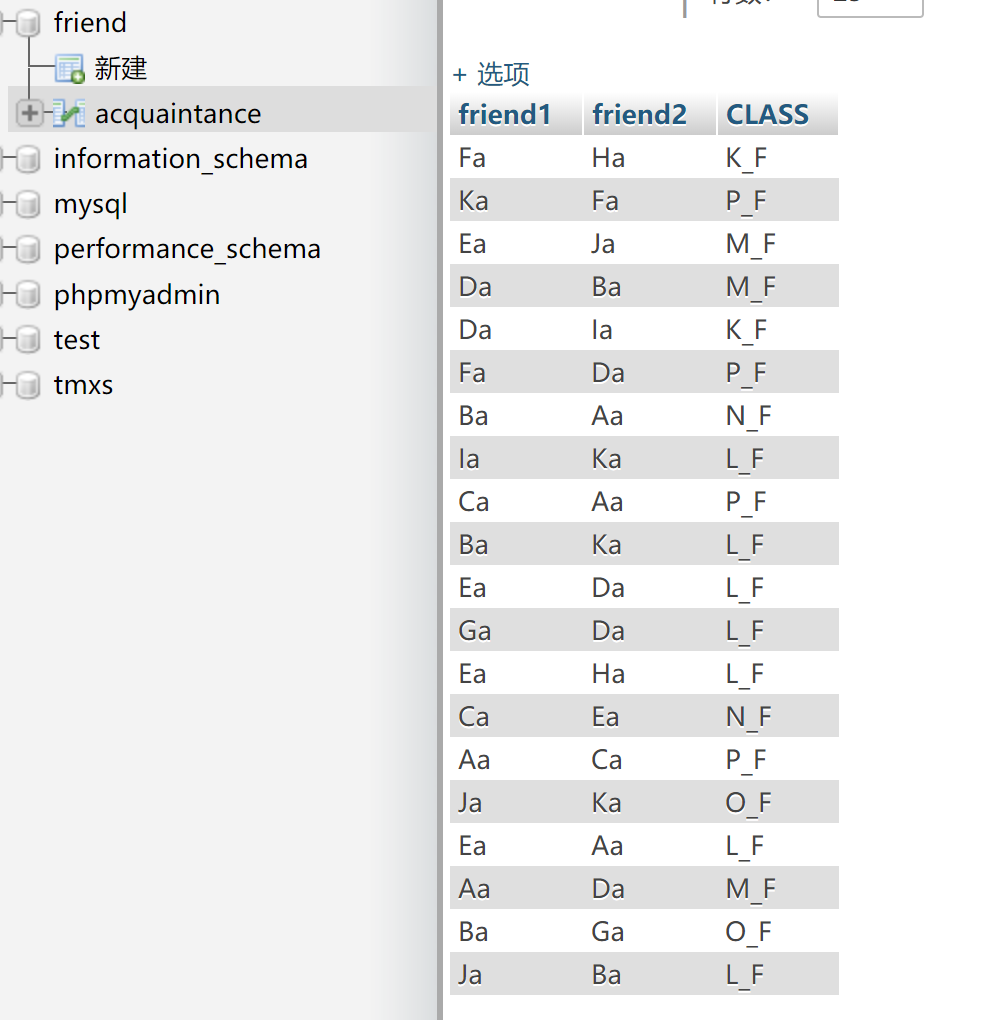 friend
新建
acquaintance
information_schema
mysql
performance_schema
phpmyadmin
test
tmxs
+ 选项
friend1 friend2 CLASS
Fa Ha K_F
Ka Fa P_F
Ea Ja M_F
Da Ba M_F
Da Ia K_F
Fa Da P_F
Ba Aa N_F
Ia Ka L_F
Ca Aa P_F
Ba Ka L_F
Ea Da L_F
Ga Da L_F
Ea Ha L_F
Ca Ea N_F
Aa Ca P_F
Ja Ka O_F
Ea Aa L_F
Aa Da M_F
Ba Ga O_F
Ja Ba L_F